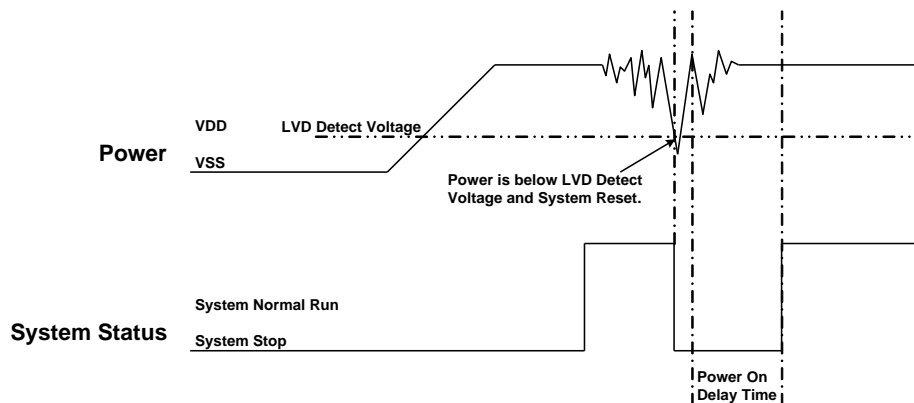 VDD
LVD Detect Voltage
Power
VSS
Power is below LVD Detect
Voltage and System Reset.
System Normal Run
System Status
System Stop
Power On
Delay Time